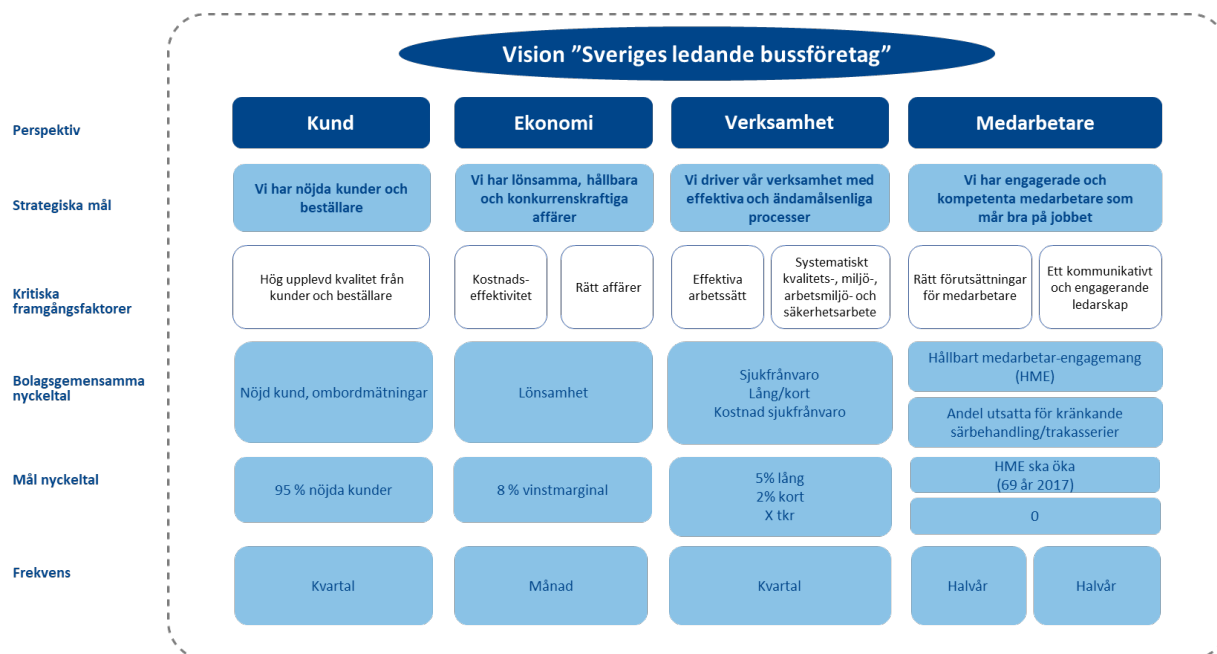 Vision ”Sveriges ledande bussföretag”
Perspektiv
Kund
Ekonomi
Verksamhet
Medarbetare
Strategiska mål
Vi har nöjda kunder och
beställare
Vi har lönsamma, hållbara
och konkurrenskraftiga
affärer
Vi driver vår verksamhet med
effektiva och ändamålsenliga
processer
Vi har engagerade och
kompetenta medarbetare som
mår bra på jobbet
Kritiska
framgångsfaktorer
Hög upplevd kvalitet från
kunder och beställare
Kostnads-
effektivitet
Rätt affärer
Effektiva
arbetssätt
Systematiskt
kvalitets-, miljö-,
arbetsmiljö- och
säkerhetsarbete
Rätt förutsättningar
för medarbetare
Ett kommunikativt
och engagerande
ledarskap
Bolagsgemensamma
nyckeltal
Nöjd kund, ombordmätningar
Lönsamhet
Sjukfrånvaro
Lång/kort
Kostnad sjukfrånvaro
Hållbart medarbetar-engagemang
(HME)
Andel utsatta för kränkande
särbehandling/trakasserier
Mål nyckeltal
95 % nöjda kunder
8 % vinstmarginal
5% lång
2% kort
X tkr
HME ska öka
(69 år 2017)
0
Frekvens
Kvartal
Månad
Kvartal
Halvår
Halvår